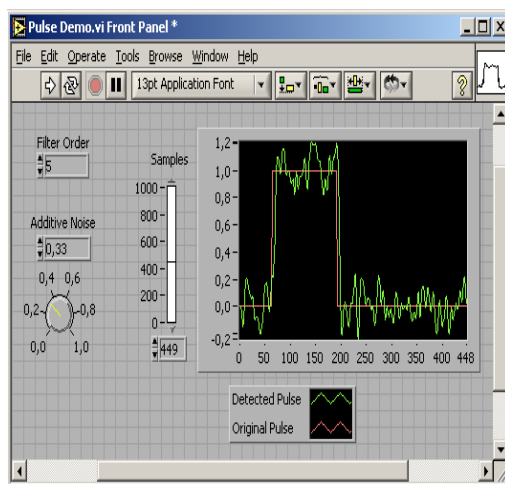 Pulse Demo.vi Front Panel *
File Edit Operate Tools Browse Window Help
13pt Application Font
?
Filter Order
5
Additive Noise
0,33
0,4 0,6
0,2 0,8
0,0 1,0
Samples
1000
800
600
400
200
0
449
1,2
1,0
0,8
0,6
0,4
0,2
0,0
-0,2
0 50 100 150 200 250 300 350 400 448
Detected Pulse
Original Pulse